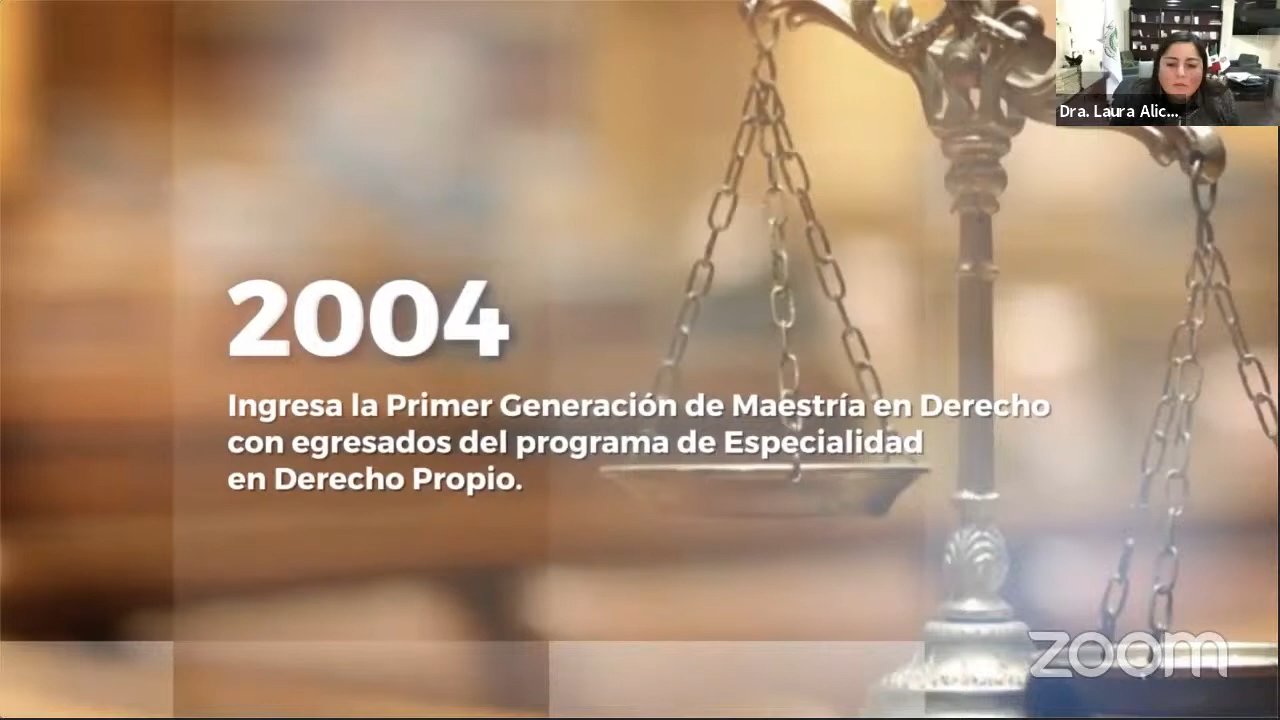 Dra. Laura Alic...
2004
Ingresa la Primer Generación de Maestría en Derecho
con egresados del programa de Especialidad
en Derecho Propio.
zoom